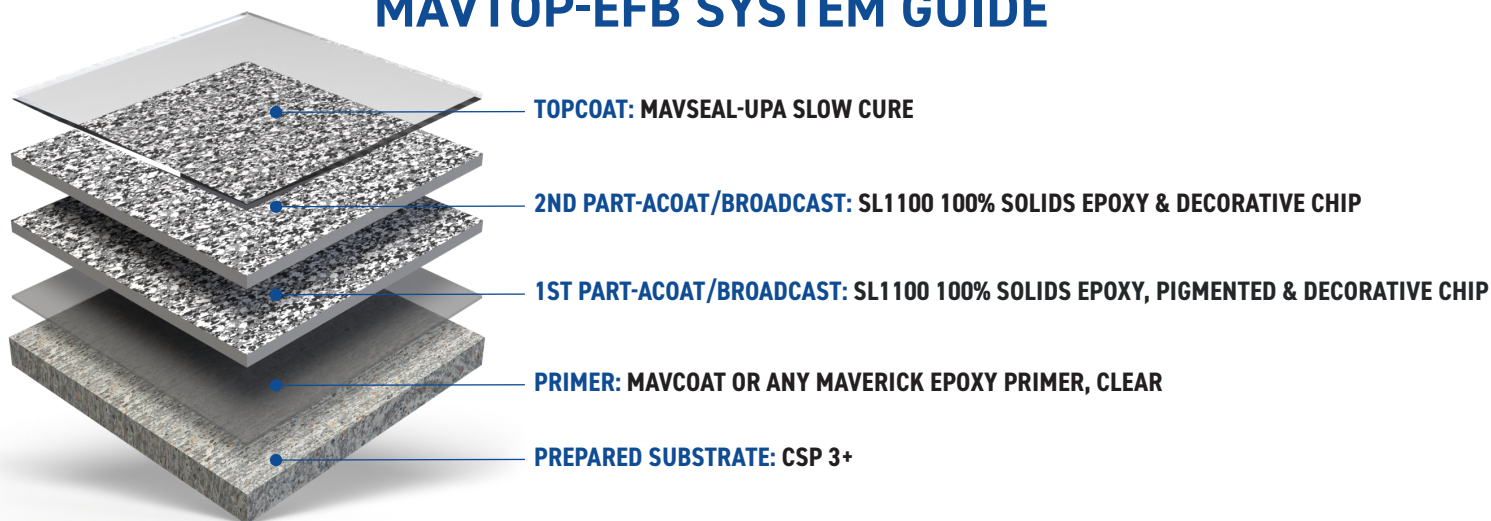 MAVTOP-EFB SYSTEM GUIDE
TOPCOAT: MAVSEAL-UPA SLOW CURE
2ND PART-ACOAT/BROADCAST: SL1100 100% SOLIDS EPOXY & DECORATIVE CHIP
1ST PART-ACOAT/BROADCAST: SL1100 100% SOLIDS EPOXY, PIGMENTED & DECORATIVE CHIP
PRIMER: MAVCOAT OR ANY MAVERICK EPOXY PRIMER, CLEAR
PREPARED SUBSTRATE: CSP 3+